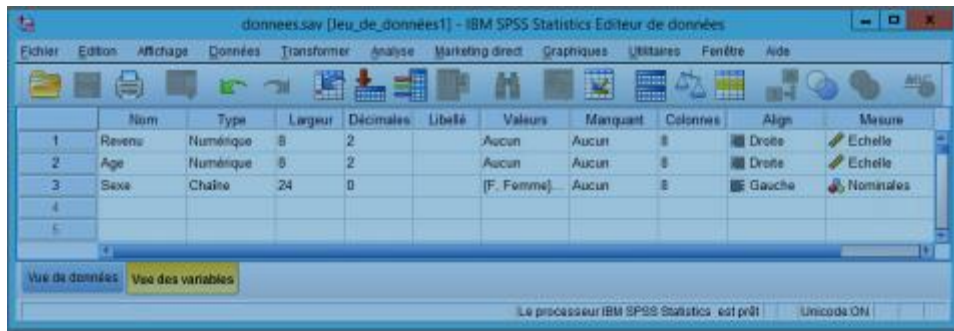 donnees.sav [Jeu_de_données1] - IBM SPSS Statistics Editeur de données
Fichier Edition Affichage Données Transformer Analyse Marketing direct Graphiques Utilitaires Fenêtre Aide
Nom Type Largeur Décimales Libellé Valeurs Manquant Colonnes Align Mesure
1 Revenu Numérique 8 2 Aucun Aucun 8 Droite Echelle
2 Age Numérique 8 2 Aucun Aucun 8 Droite Echelle
3 Sexe Chaîne 24 0 {F, Femme}... Aucun 8 Gauche Nominales
4
5
Vue de données Vue des variables
Le processeur IBM SPSS Statistics est prêt Unicode:ON